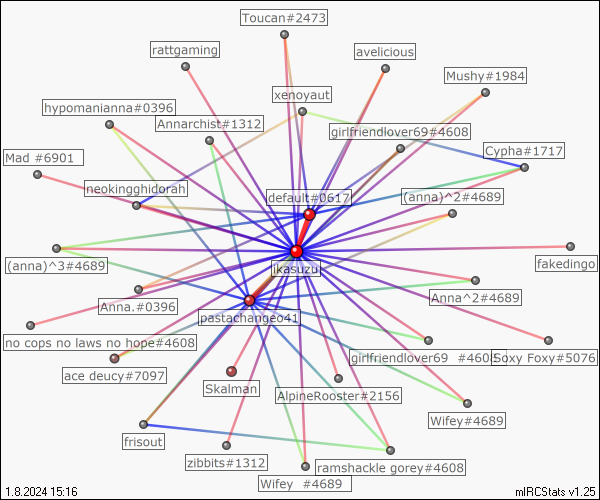 Toucan#2473
rattgaming
avelicious
Mushy#1984
xenoyaut
hypomanianna#0396
Annarchist#1312
girlfriendlover69#4608
Mad #6901
Cypha#1717
neokingghidorah
default#0617
(anna)^2#4689
ikasuzu
(anna)^3#4689
fakedingo
Anna.#0396
Anna^2#4689
pastachangeo41
no cops no laws no hope#4608
girlfriendlover69 #4608
Soxy Foxy#5076
ace deucy#7097
Skalman
AlpineRooster#2156
Wifey#4689
frisout
zibbits#1312
ramshackle gorey#4608
Wifey #4689
1.8.2024 15:16
mIRCStats v1.25